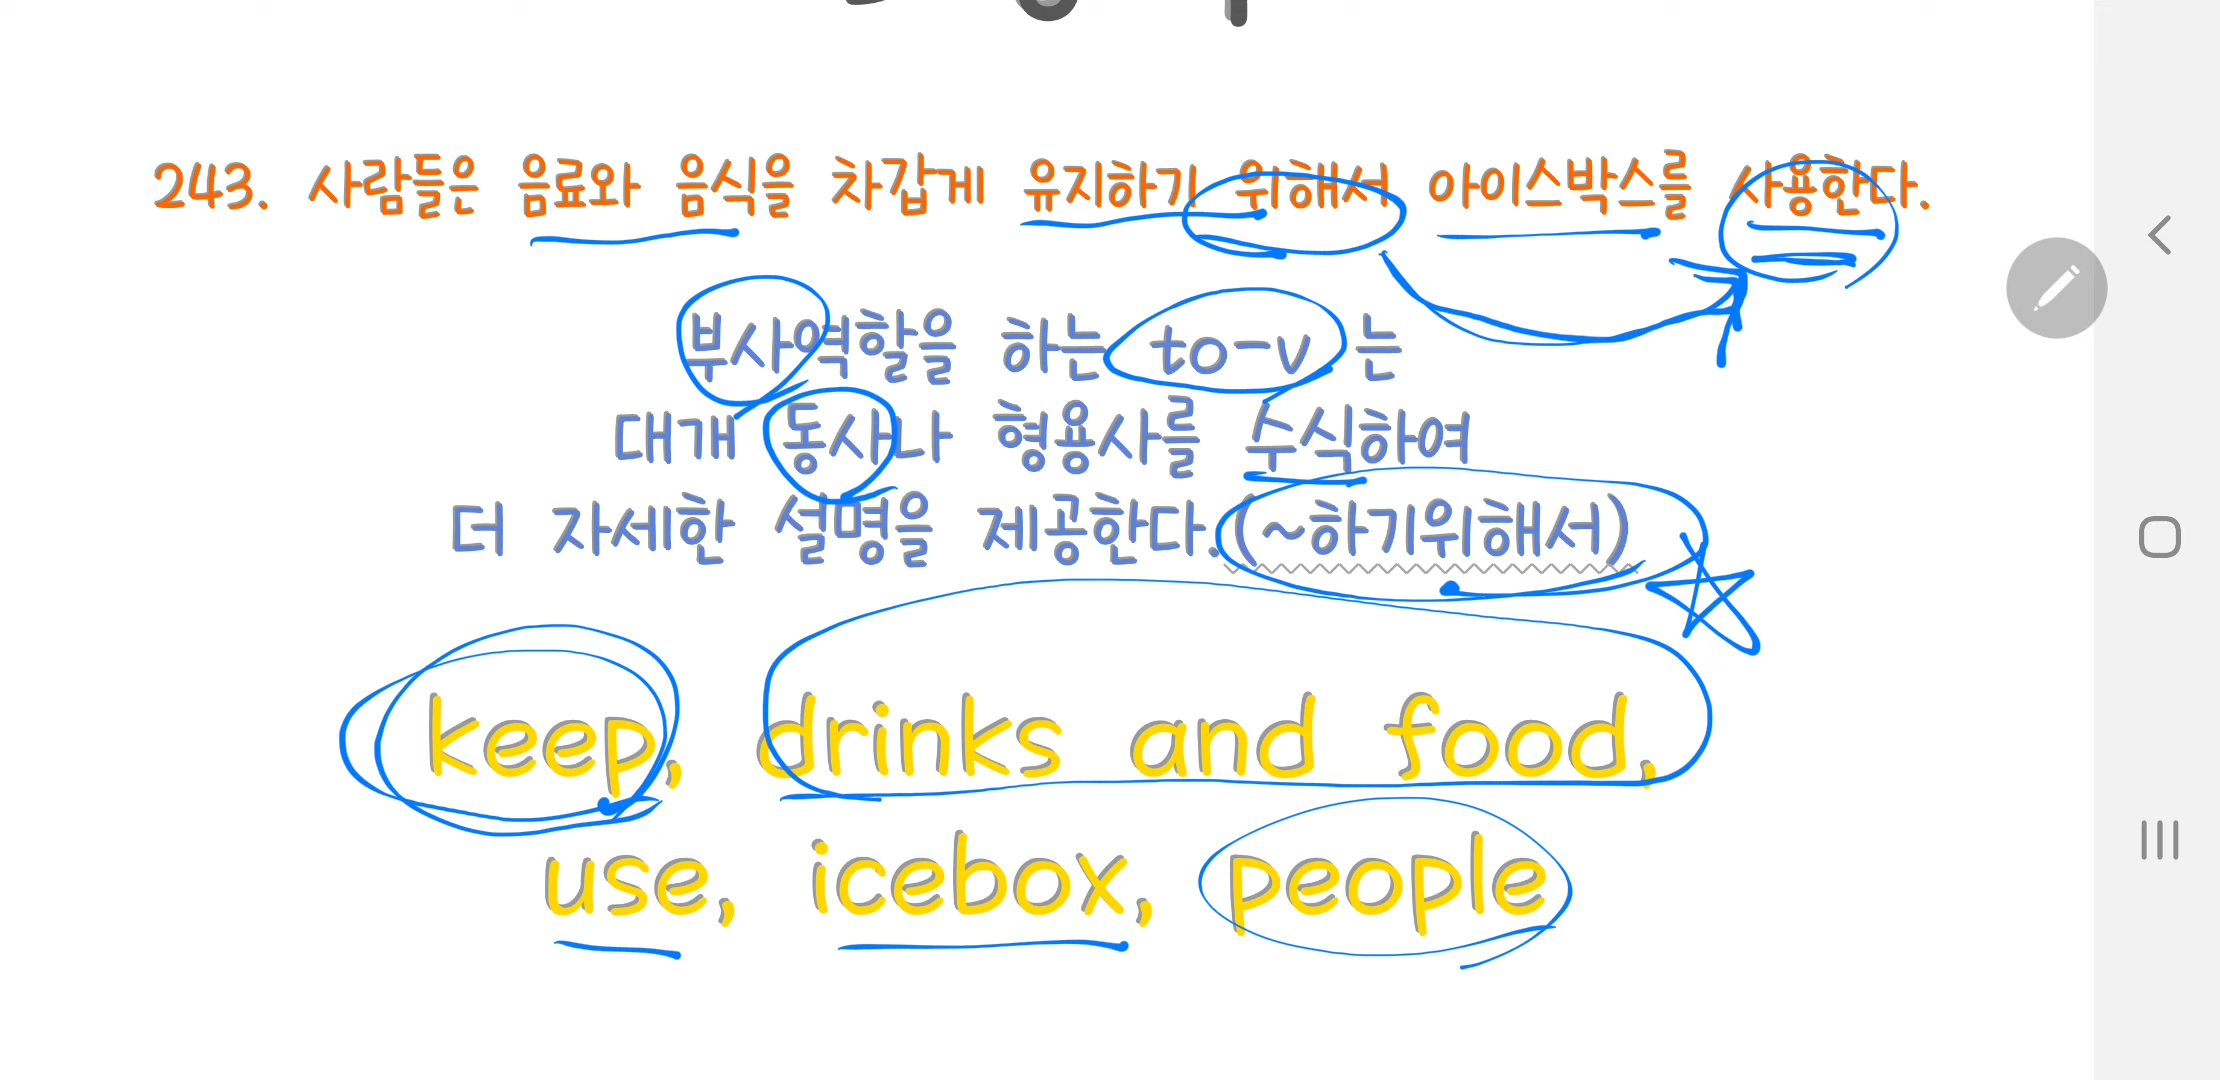 243. 사람들은 음료와 음식을 차갑게 유지하기 위해서 아이스박스를 사용한다.
부사역할을 하는 to-v 는
대개 동사나 형용사를 수식하여
더 자세한 설명을 제공한다.(~하기위해서)
keep, drinks and food,
use, icebox, people